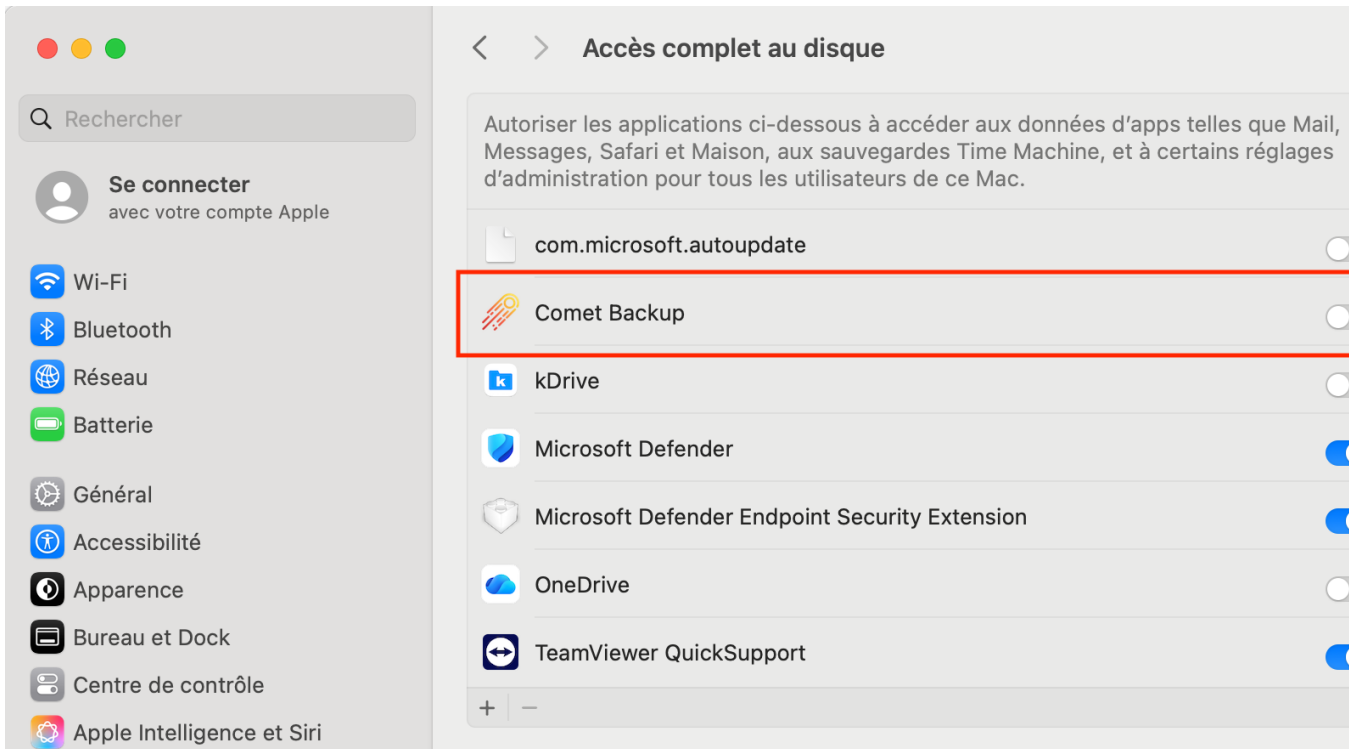 Accès complet au disque
Rechercher
Se connecter
avec votre compte Apple
Wi-Fi
Bluetooth
Réseau
Batterie
Général
Accessibilité
Apparence
Bureau et Dock
Centre de contrôle
Apple Intelligence et Siri
Autoriser les applications ci-dessous à accéder aux données d’apps telles que Mail,
Messages, Safari et Maison, aux sauvegardes Time Machine, et à certains réglages
d’administration pour tous les utilisateurs de ce Mac.
com.microsoft.autoupdate
Comet Backup
k
kDrive
Microsoft Defender
Microsoft Defender Endpoint Security Extension
OneDrive
TeamViewer QuickSupport